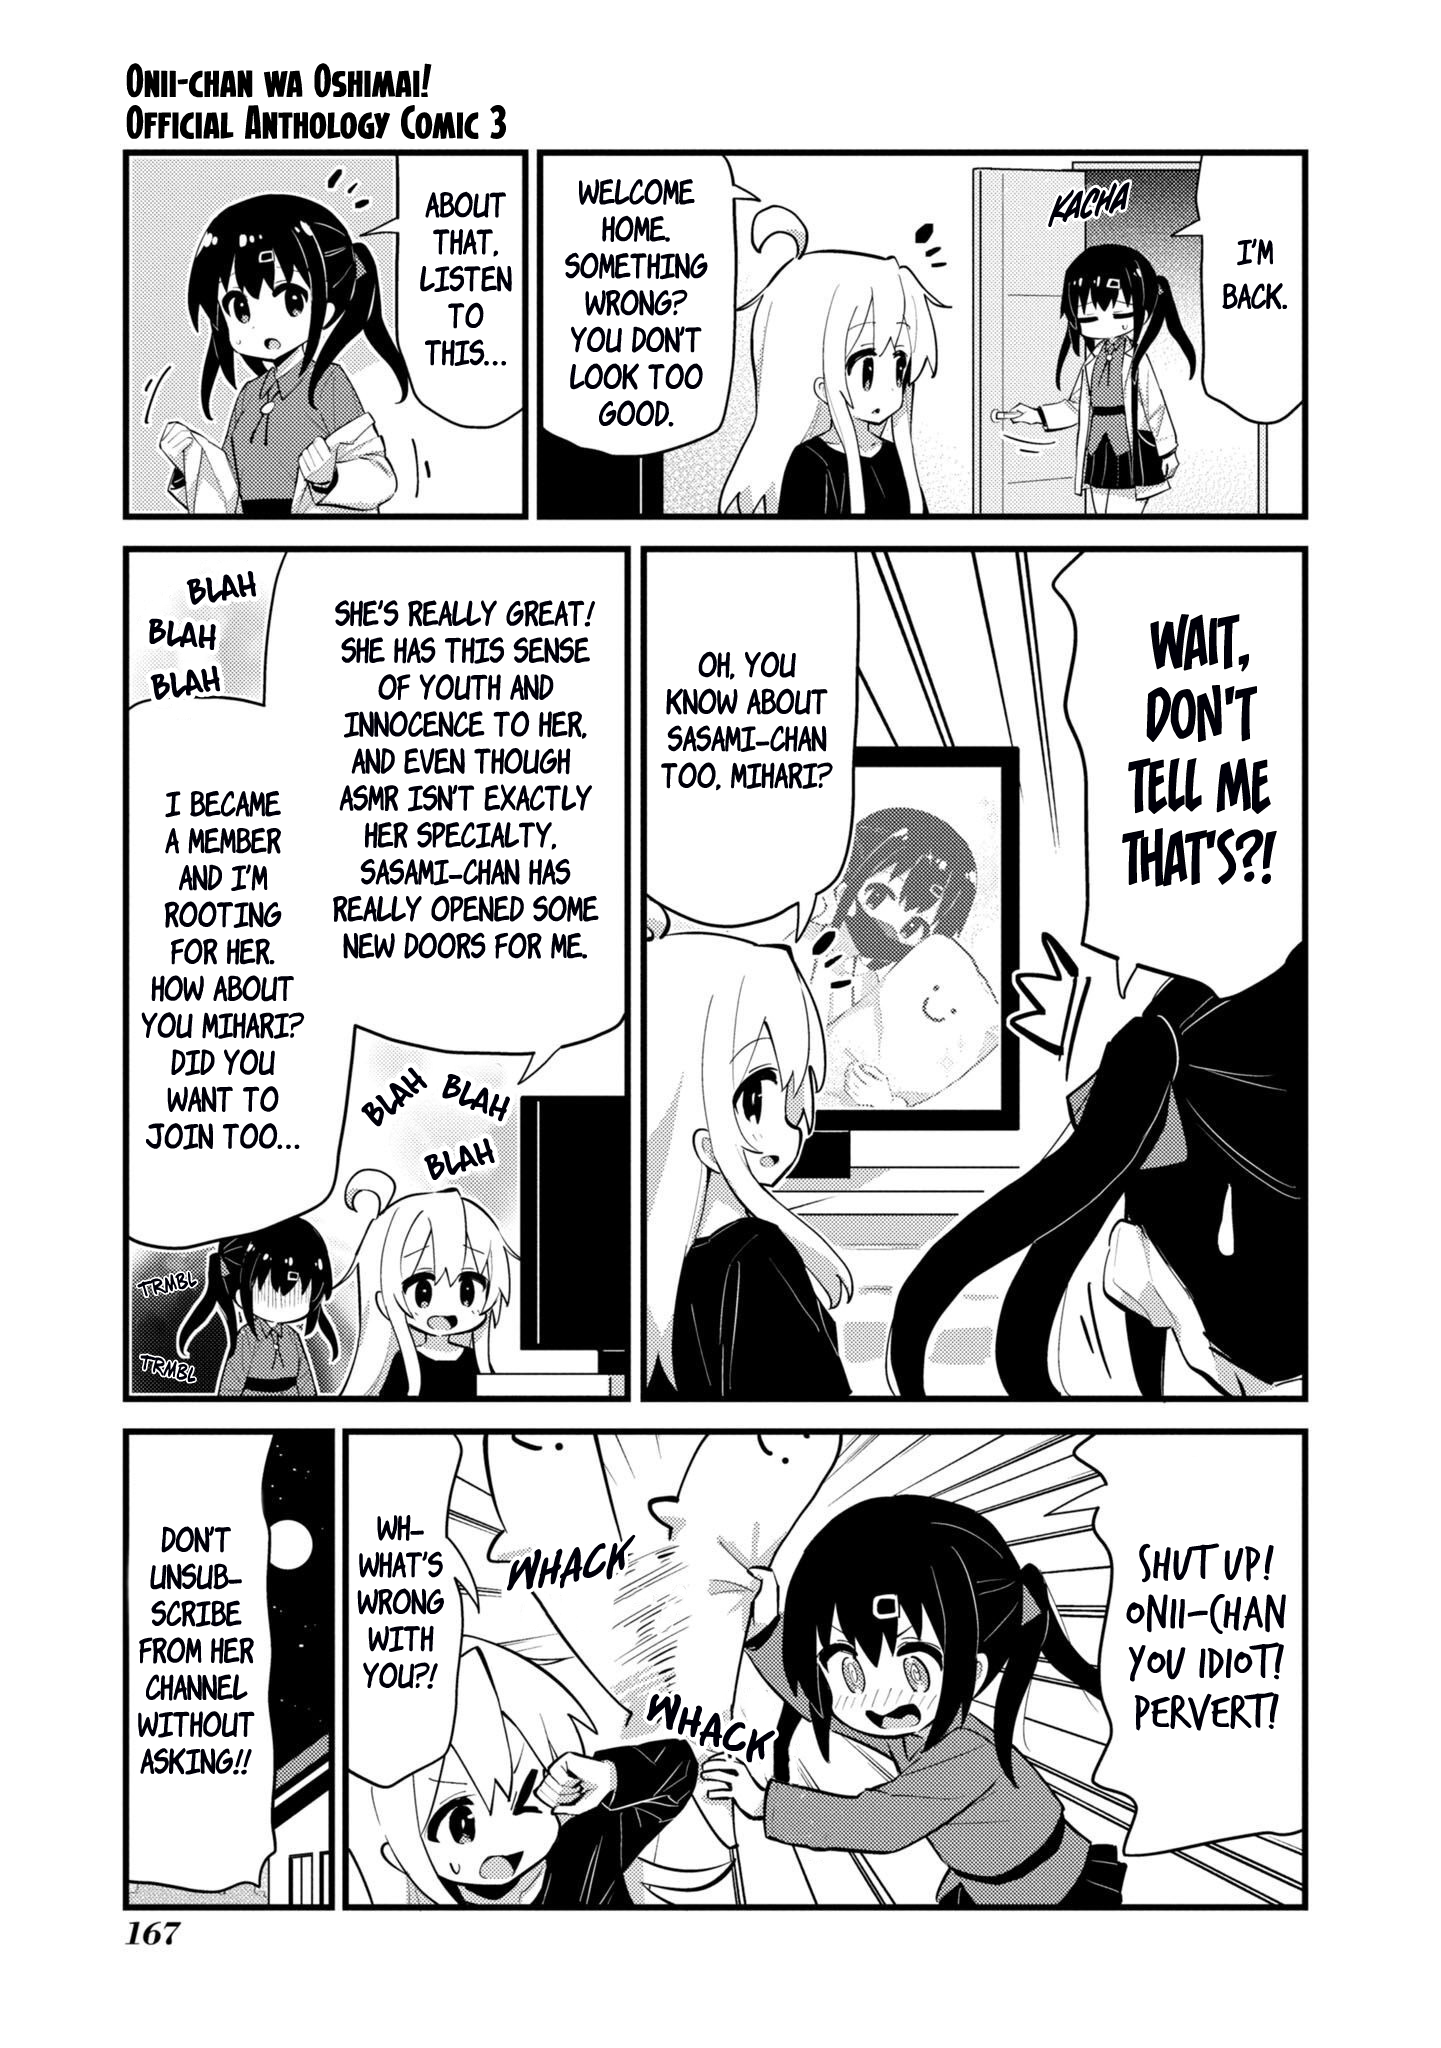 ONII-CHAN WA OSHIMAI!
OFFICIAL ANTHOLOGY COMIC 3
I'M
BACK.
KACHA
WELCOME
HOME.
SOMETHING
WRONG?
YOU DON'T
LOOK TOO
GOOD.
ABOUT
THAT,
LISTEN
TO
THIS...
WAIT,
DON'T
TELL ME
THAT'S?!
OH, YOU
KNOW ABOUT
SASAMI-CHAN
TOO, MIHARI?
SHE'S REALLY GREAT!
SHE HAS THIS SENSE
OF YOUTH AND
INNOCENCE TO HER,
AND EVEN THOUGH
ASMR ISN'T EXACTLY
HER SPECIALTY,
SASAMI-CHAN HAS
REALLY OPENED SOME
NEW DOORS FOR ME.
BLAH
BLAH
BLAH
BLAH
BLAH
BLAH
I BECAME
A MEMBER
AND I'M
ROOTING
FOR HER.
HOW ABOUT
YOU MIHARI?
DID YOU
WANT TO
JOIN TOO...
TRMBL
TRMBL
SHUT UP!
ONII-CHAN
YOU IDIOT!
PERVERT!
WHACK
WHACK
WH-
WHAT'S
WRONG
WITH
YOU?!
DON'T
UNSUB-
SCRIBE
FROM HER
CHANNEL
WITHOUT
ASKING!!
167